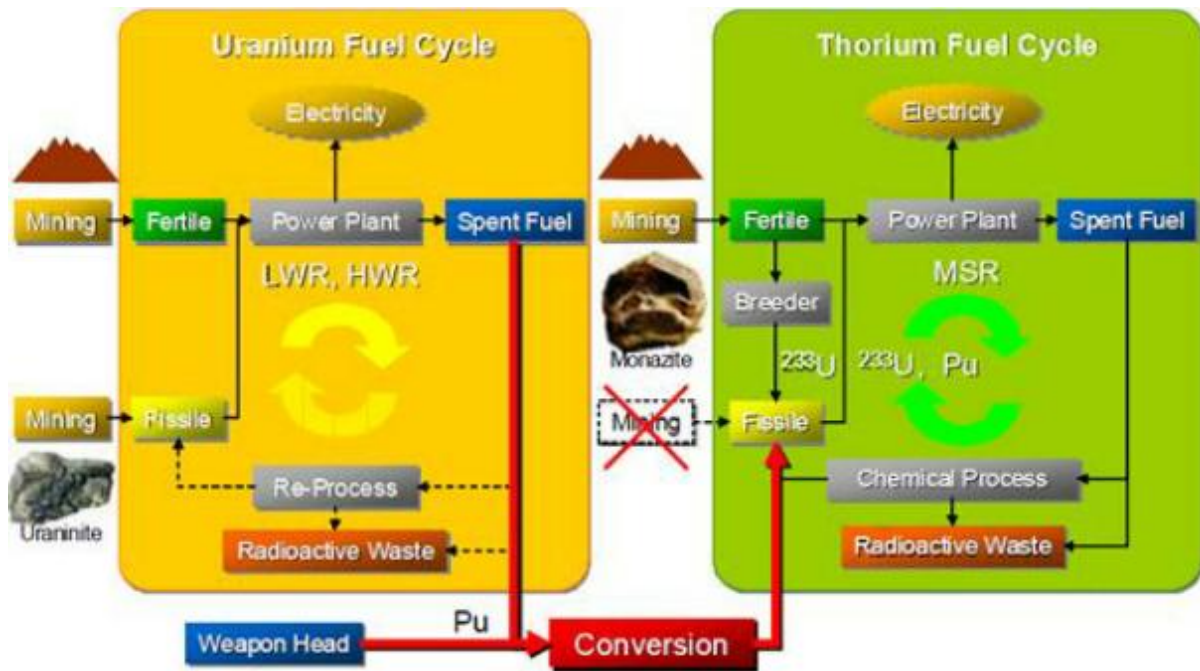 Uranium Fuel Cycle
Electricity
Mining
Fertile
Power Plant
Spent Fuel
LWR, HWR
Mining
Fissile
Uraninite
Re-Process
Radioactive Waste
Thorium Fuel Cycle
Electricity
Mining
Fertile
Power Plant
Spent Fuel
Breeder
MSR
Monazite
233U
233U, Pu
Mining
Fissile
Chemical Process
Radioactive Waste
Weapon Head
Pu
Conversion